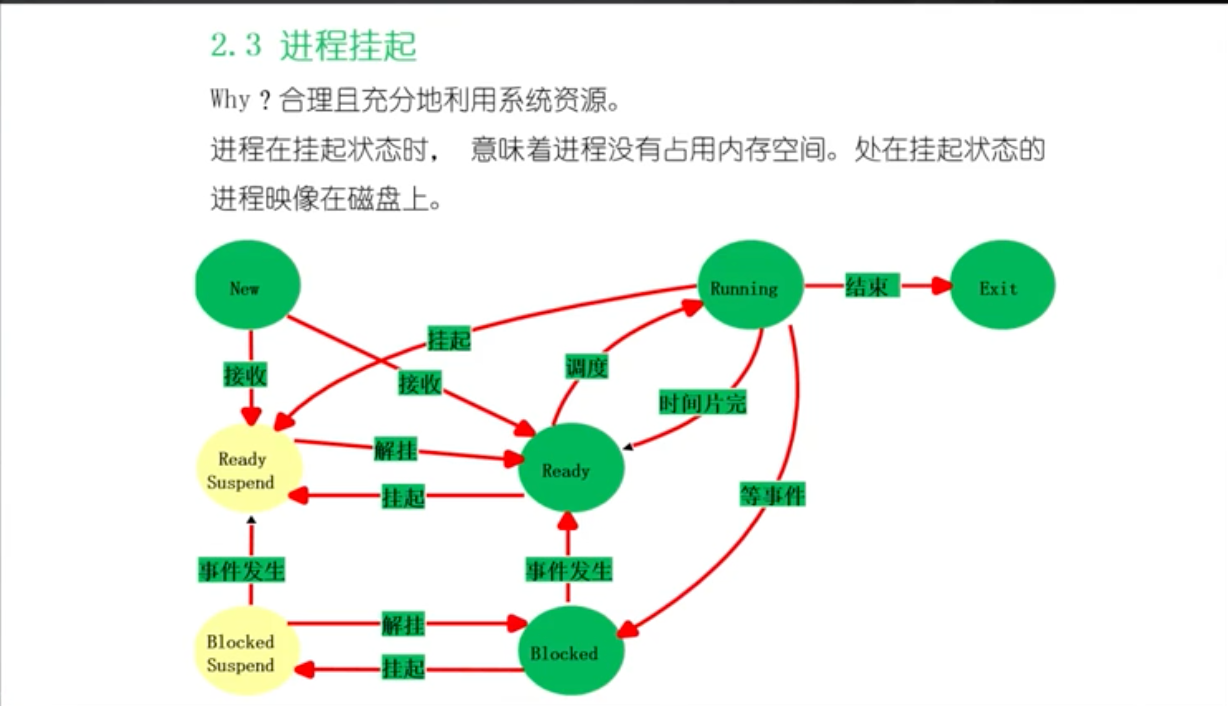 2.3 进程挂起
Why?合理且充分地利用系统资源。
进程在挂起状态时， 意味着进程没有占用内存空间。处在挂起状态的
进程映像在磁盘上。
New
Running
结束
Exit
挂起
调度
接收
接收
时间片完
解挂
Ready
Suspend
Ready
挂起
等事件
事件发生
事件发生
解挂
Blocked
Suspend
Blocked
挂起